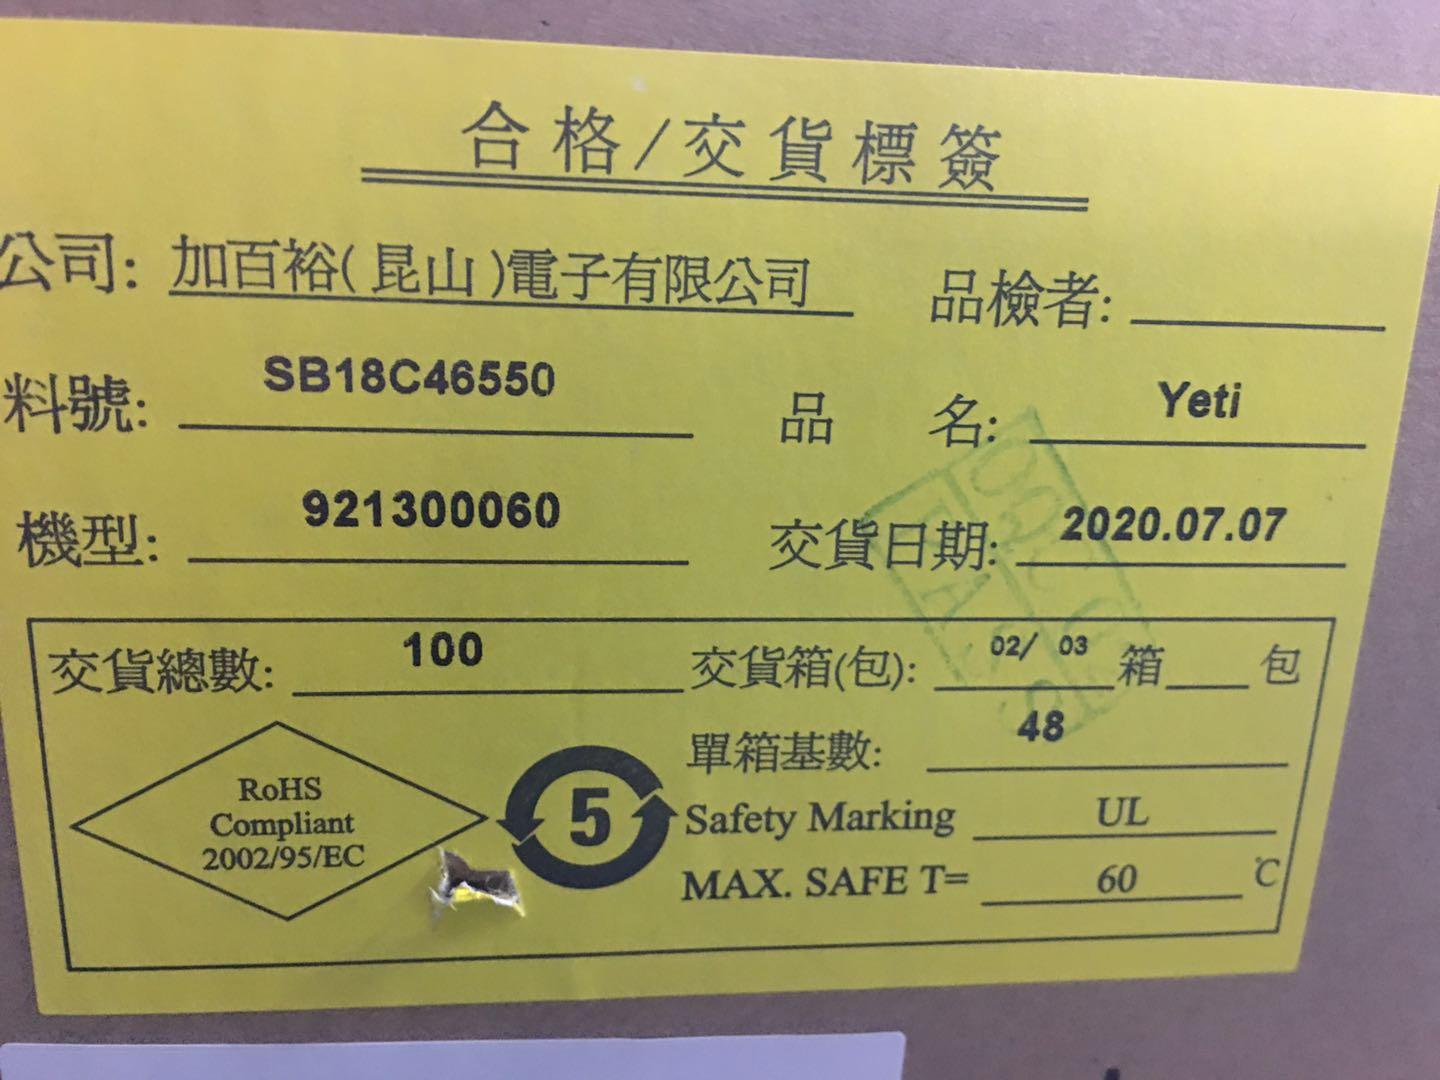 合格/交貨標簽
公司: 加百裕(昆山)電子有限公司 品檢者:
料號: SB18C46550 品 名: Yeti
機型: 921300060 交貨日期: 2020.07.07
交貨總數: 100 交貨箱(包): 02/ 03 箱 包
單箱基數: 48
RoHS
Compliant
2002/95/EC
5
Safety Marking UL
MAX. SAFE T= 60 ℃
PASS